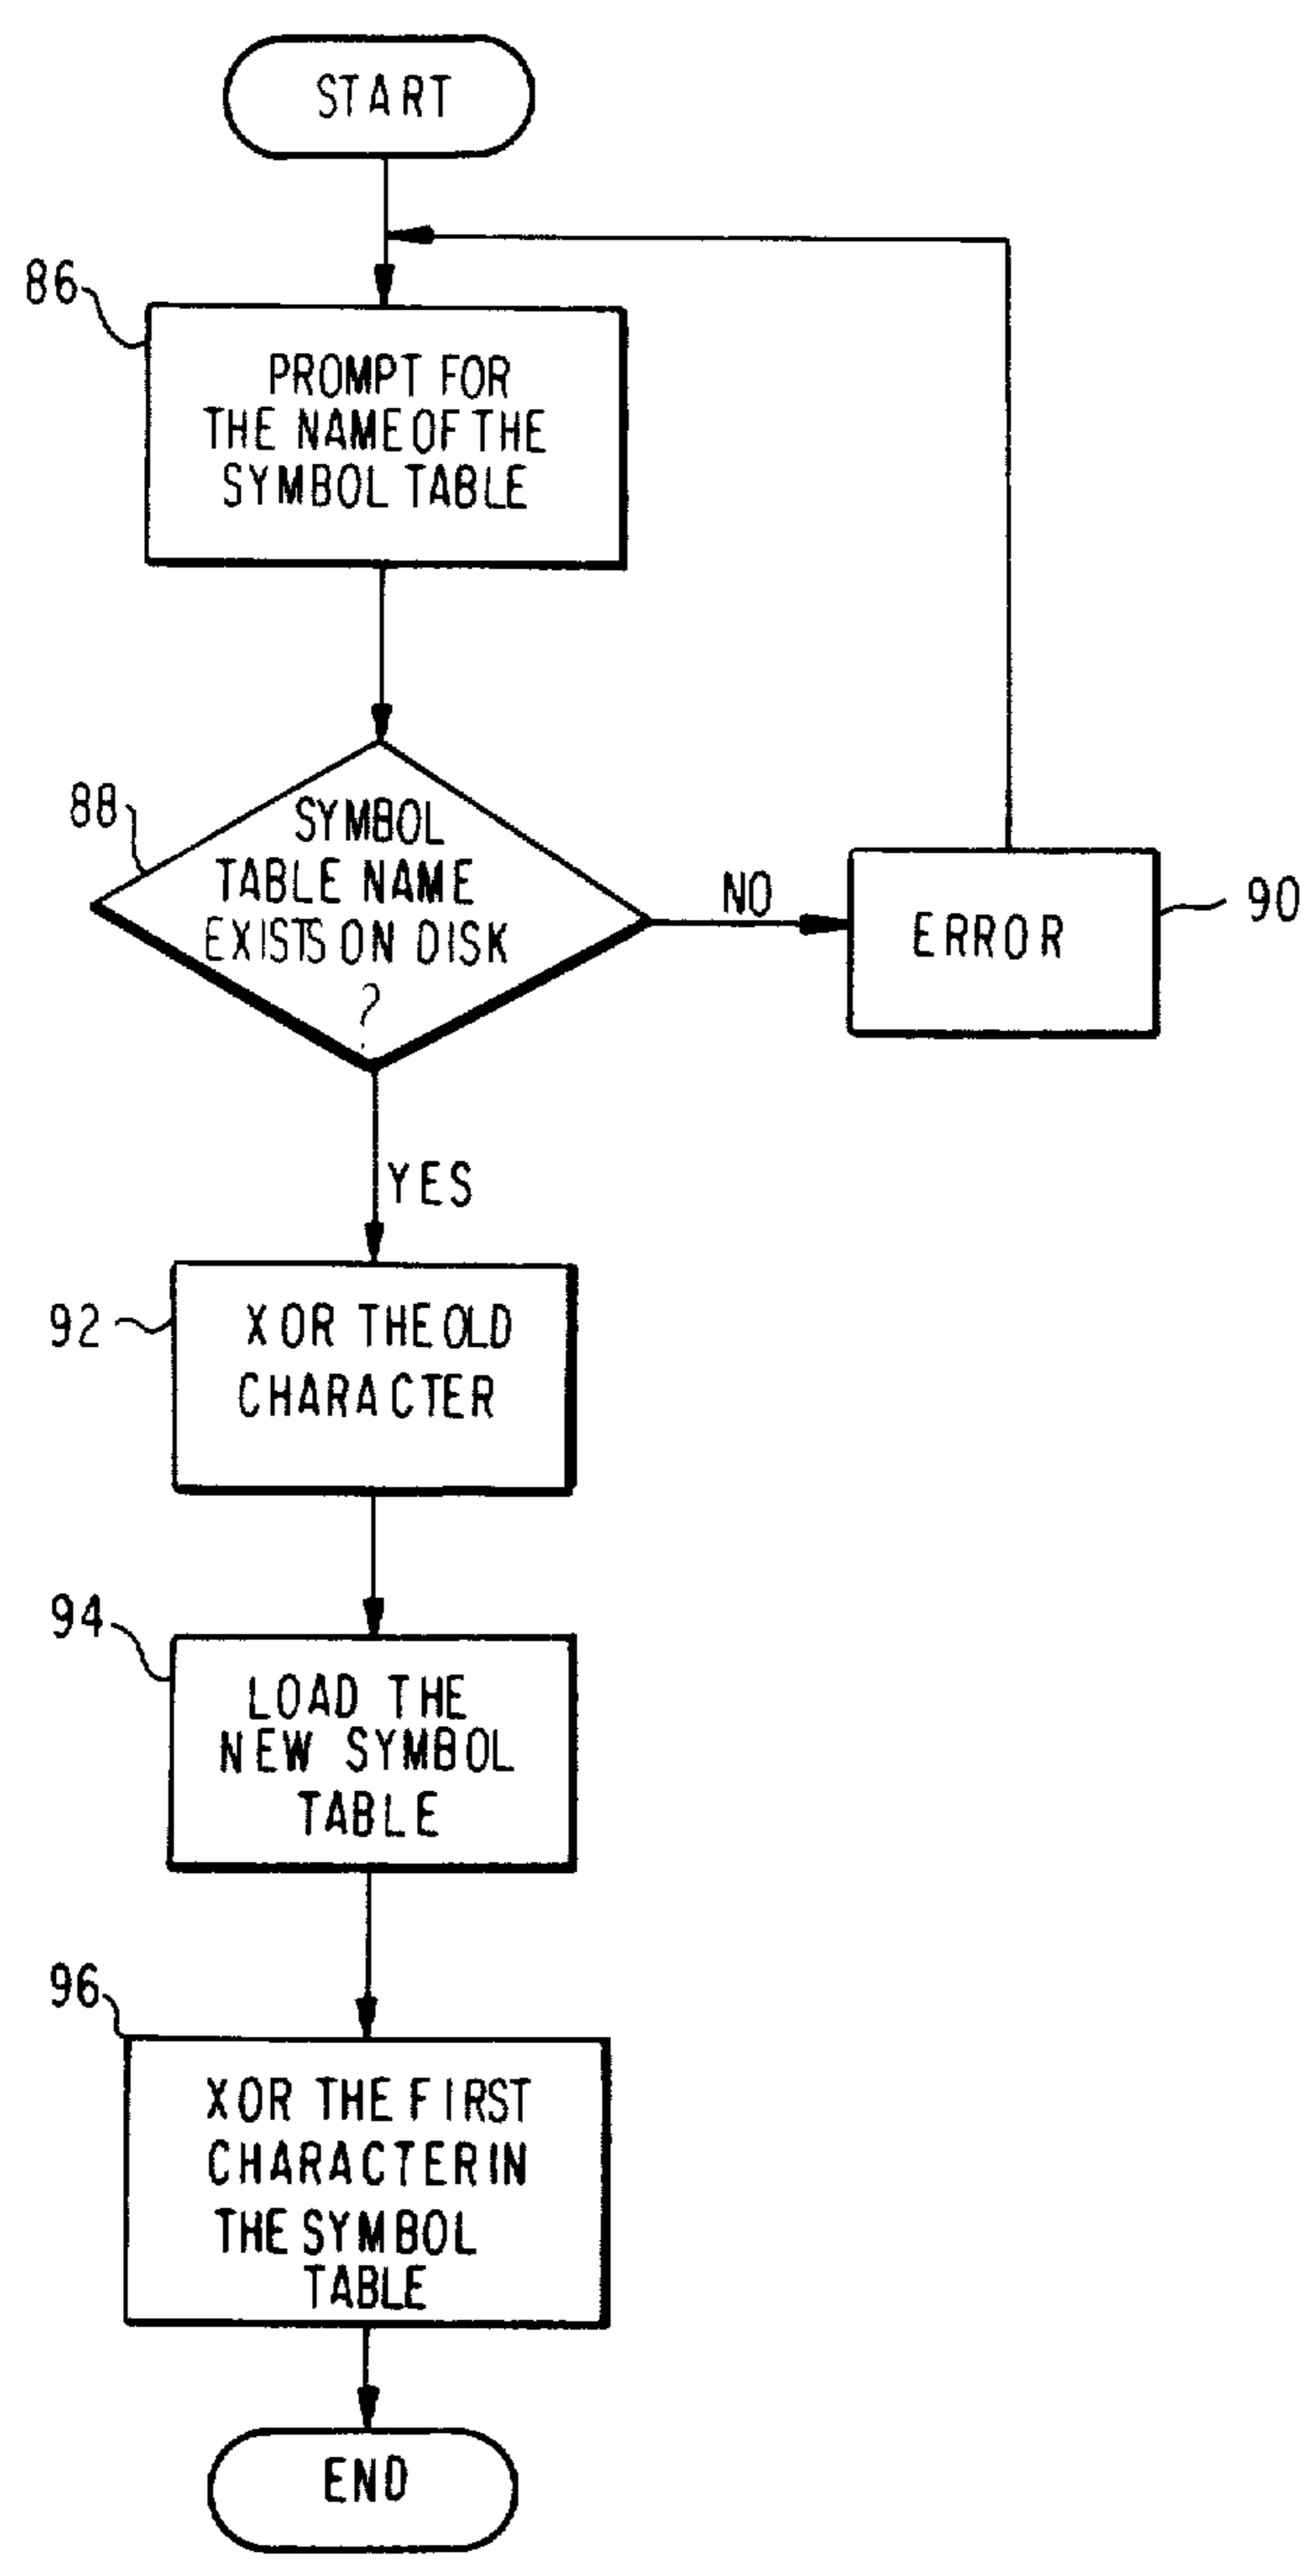 START
86
PROMPT FOR
THE NAME OF THE
SYMBOL TABLE
88
SYMBOL
TABLE NAME
EXISTS ON DISK
?
NO
ERROR
90
YES
92
XOR THE OLD
CHARACTER
94
LOAD THE
NEW SYMBOL
TABLE
96
XOR THE FIRST
CHARACTER IN
THE SYMBOL
TABLE
END